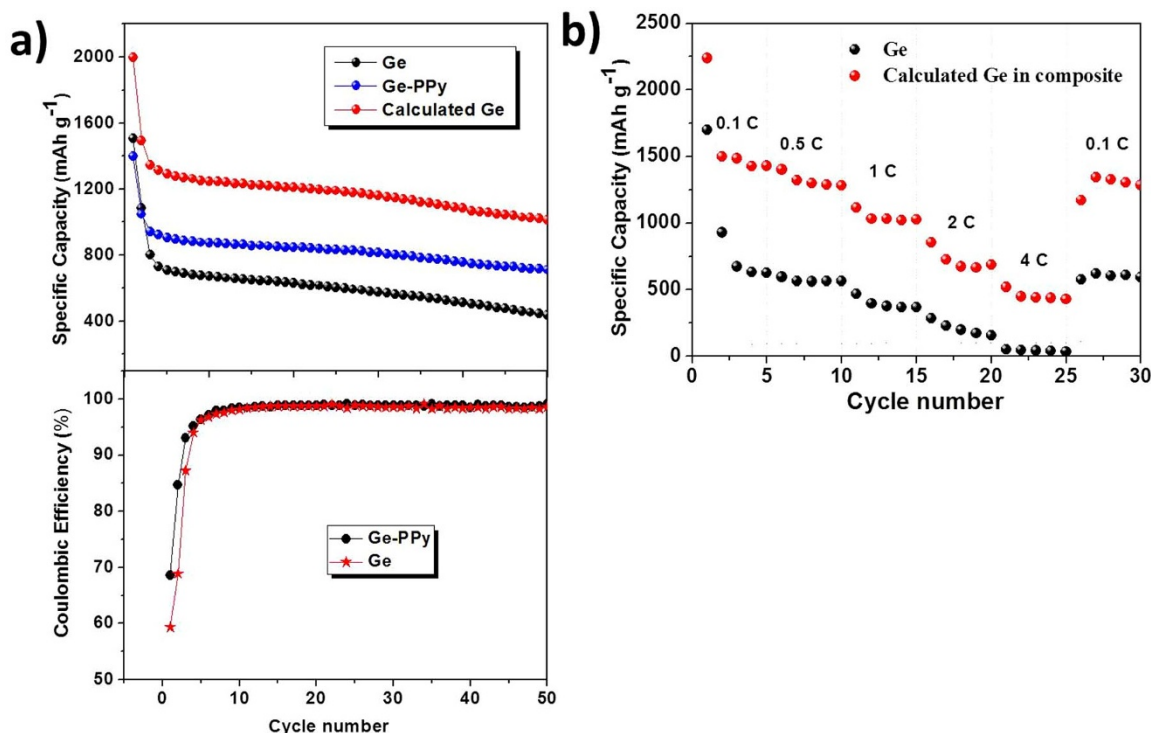 a)
Specific Capacity (mAh g-1)
2000
1600
1200
800
400
Ge
Ge-PPy
Calculated Ge
Coulombic Efficiency (%)
100
90
80
70
60
50
Ge-PPy
Ge
0 10 20 30 40 50
Cycle number
b)
Specific Capacity (mAh g-1)
2500
2000
1500
1000
500
0
Ge
Calculated Ge in composite
0.1 C
0.5 C
1 C
2 C
4 C
0.1 C
0 5 10 15 20 25 30
Cycle number